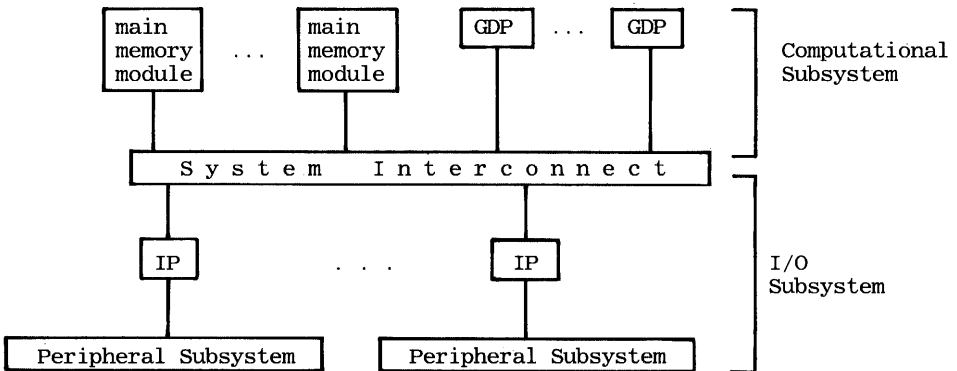 main
memory
module
...
main
memory
module
GDP
...
GDP
Computational
Subsystem
System Interconnect
IP
. . .
IP
I/O
Subsystem
Peripheral Subsystem
Peripheral Subsystem